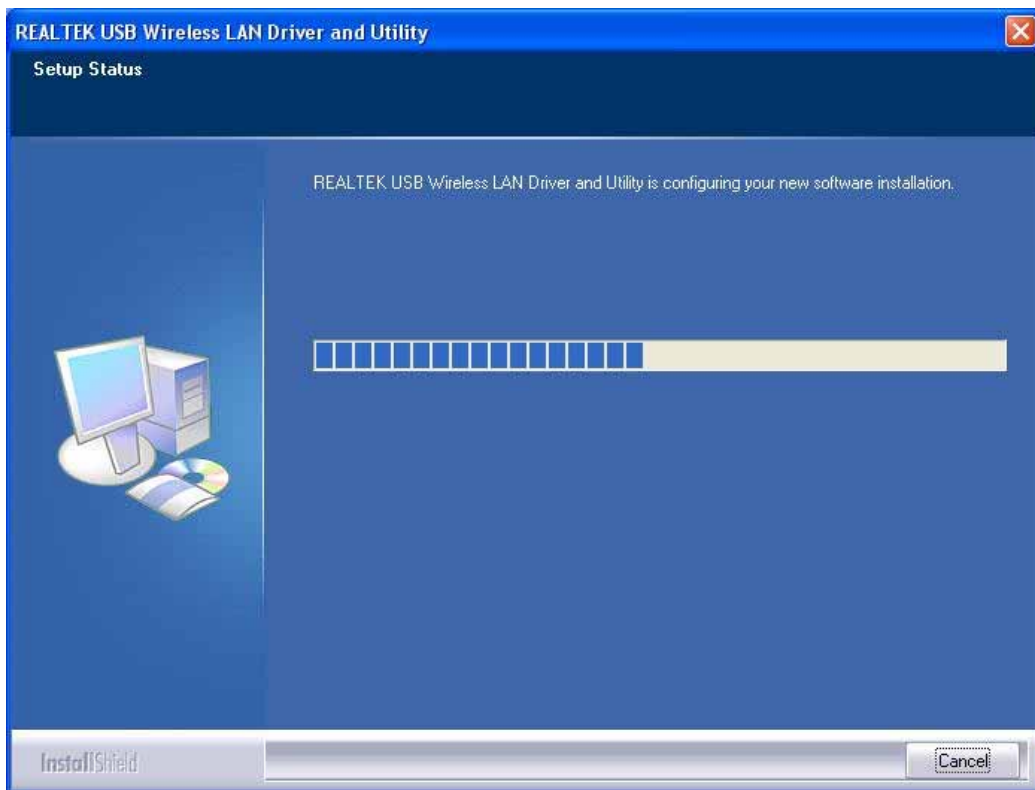 REALTEK USB Wireless LAN Driver and Utility
Setup Status
REALTEK USB Wireless LAN Driver and Utility is configuring your new software installation.
InstallShield
Cancel